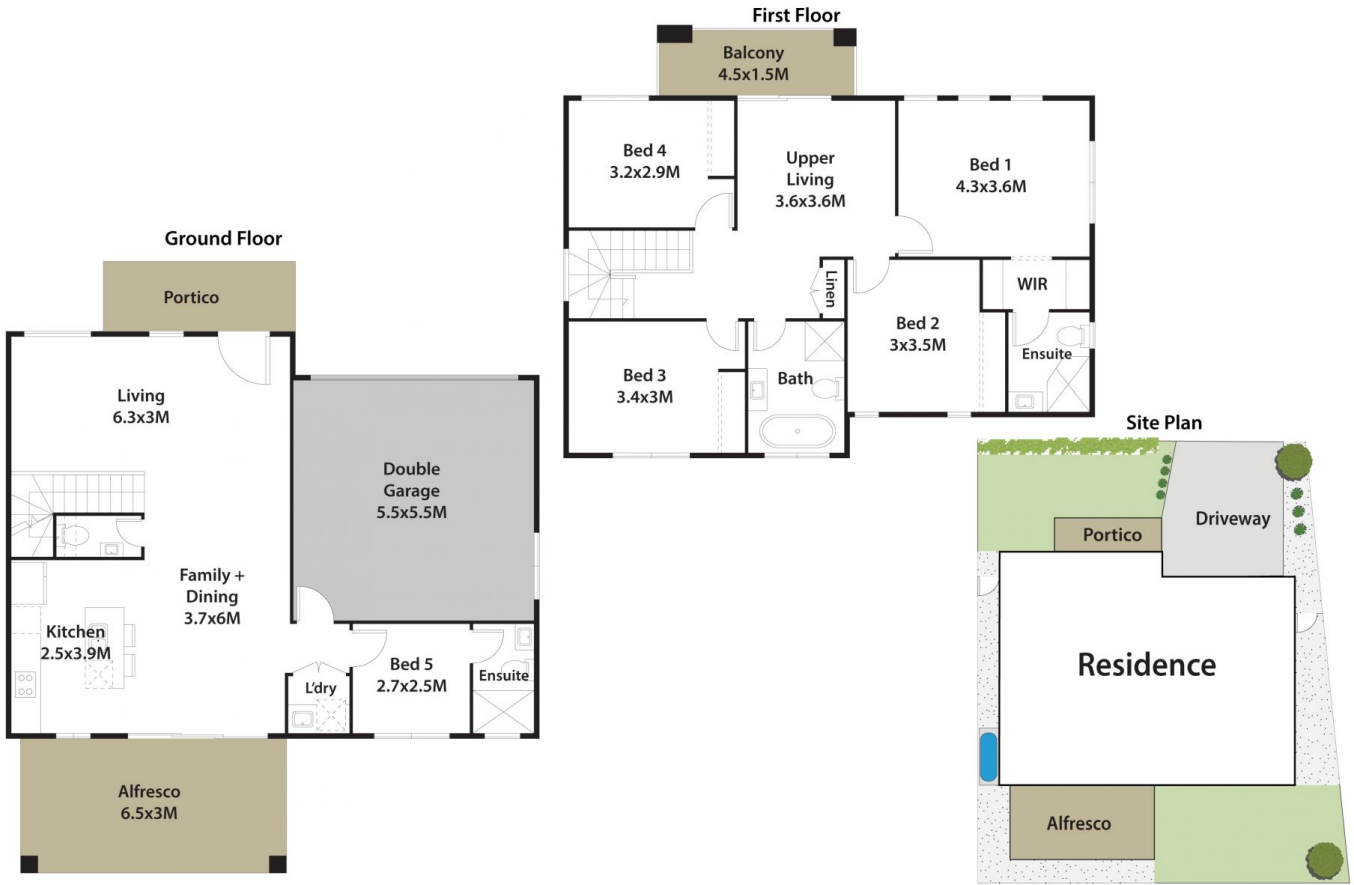 First Floor
Balcony
4.5x1.5M
Bed 4
3.2x2.9M
Upper
Living
3.6x3.6M
Bed 1
4.3x3.6M
Linen
WIR
Bed 2
3x3.5M
Ensuite
Bed 3
3.4x3M
Bath
Ground Floor
Portico
Living
6.3x3M
Double
Garage
5.5x5.5M
Family +
Dining
3.7x6M
Kitchen
2.5x3.9M
L'dry
Bed 5
2.7x2.5M
Ensuite
Alfresco
6.5x3M
Site Plan
Driveway
Portico
Residence
Alfresco